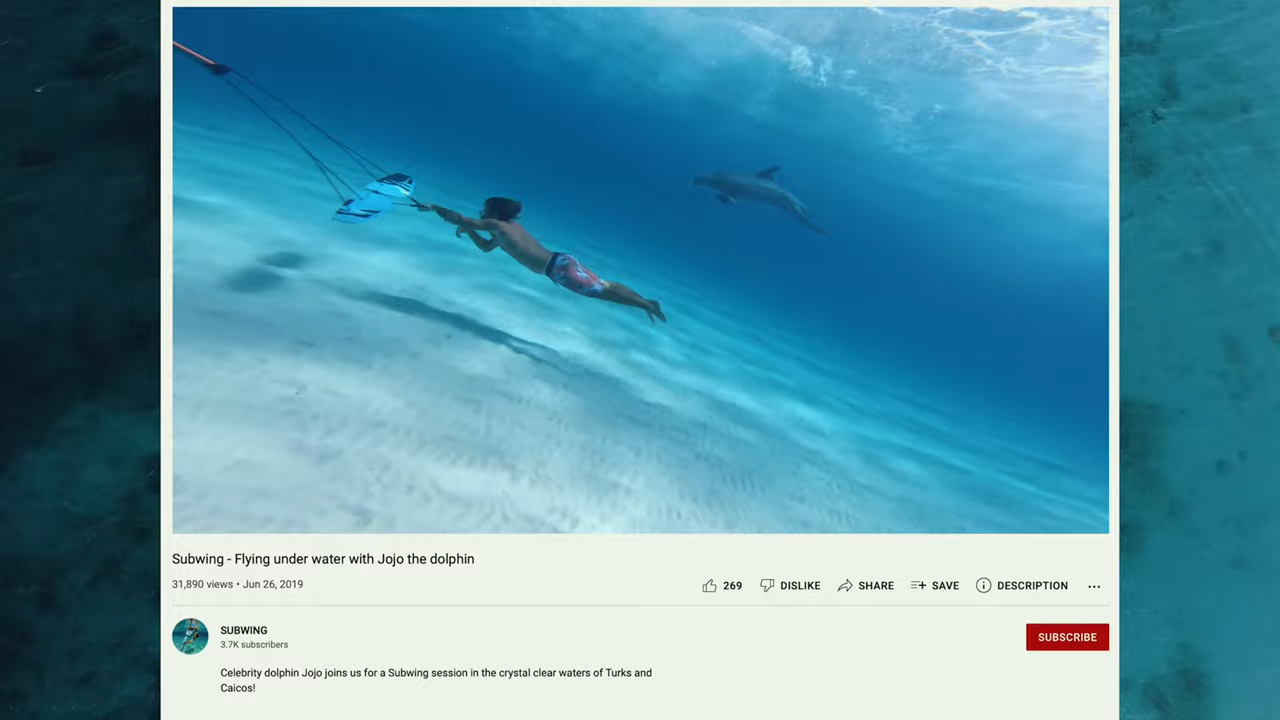 Subwing - Flying under water with Jojo the dolphin
31,890 views • Jun 26, 2019
269 DISLIKE SHARE SAVE DESCRIPTION
SUBWING
3.7K subscribers
SUBSCRIBE
Celebrity dolphin Jojo joins us for a Subwing session in the crystal clear waters of Turks and
Caicos!